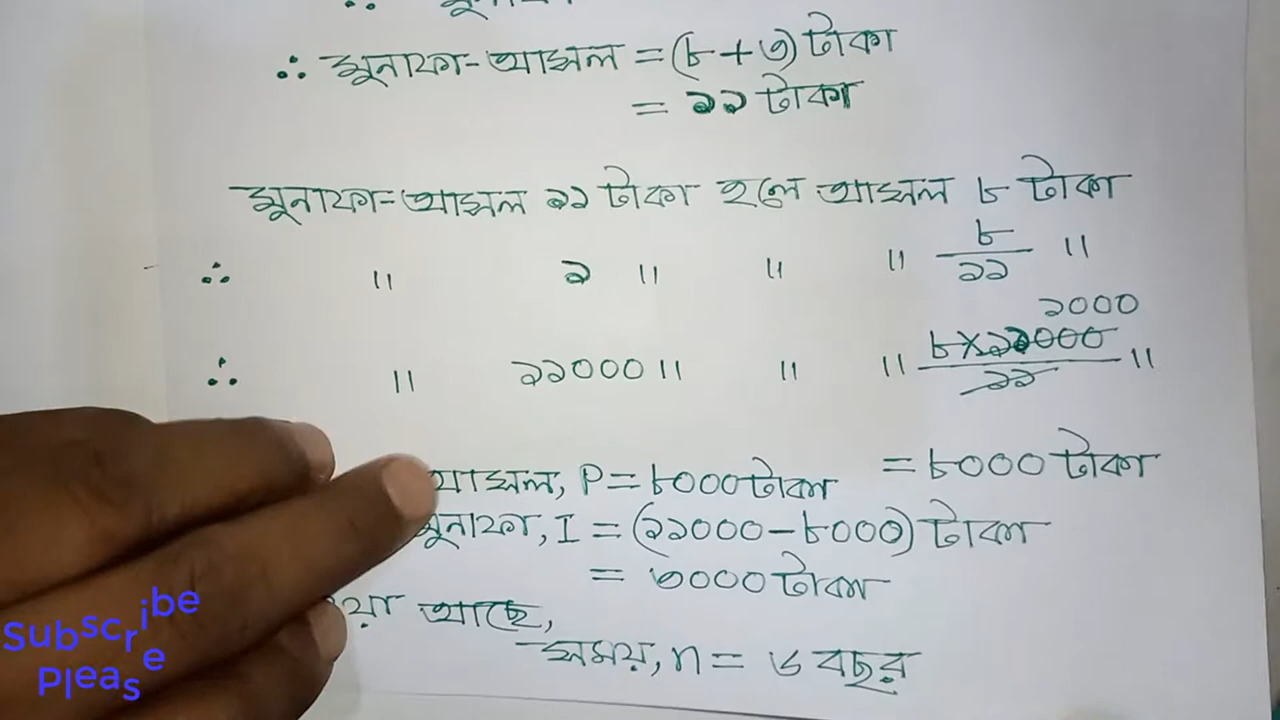 ∴ মুনাফা-আসল = (৮+৩) টাকা
= ১১ টাকা
মুনাফা-আসল ১১ টাকা হলে আসল ৮ টাকা
∴ " ১ " " " ৮/১১ "
১০০০
∴ " ১১০০০ " " " ৮×১১০০০/১১ "
= ৮০০০ টাকা
আসল, P = ৮০০০ টাকা
মুনাফা, I = (১১০০০ - ৮০০০) টাকা
= ৩০০০ টাকা
আছে,
সময়, n = ৬ বছর
Subscribe
Pleas